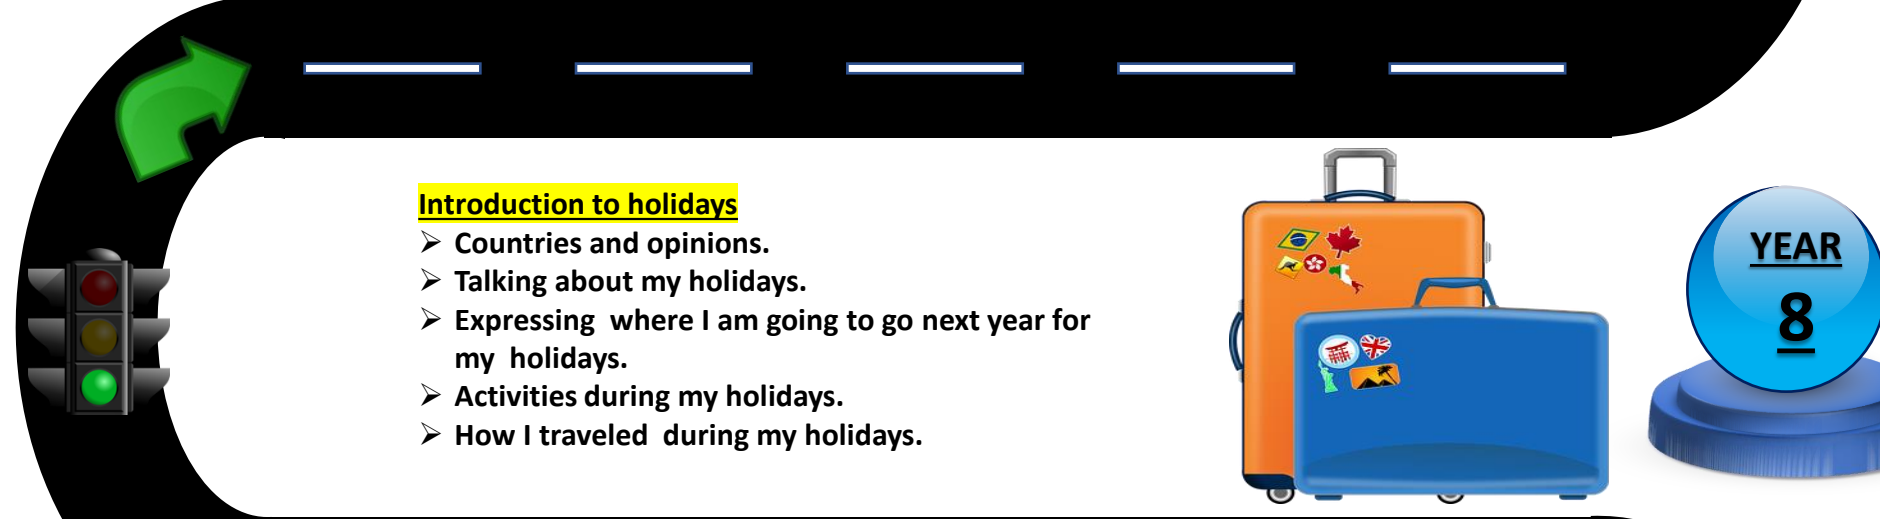 Introduction to holidays
➢ Countries and opinions.
➢ Talking about my holidays.
➢ Expressing  where I am going to go next year for
my  holidays.
➢ Activities during my holidays.
➢ How I traveled  during my holidays.
YEAR
8